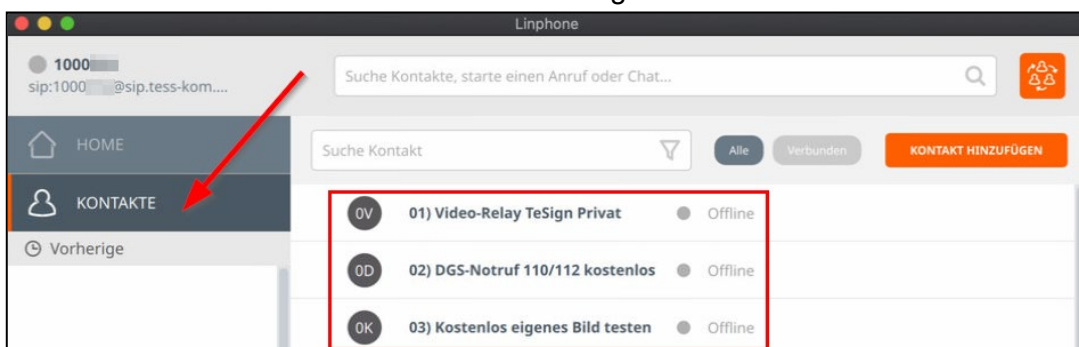 Linphone
1000
sip:1000 @sip.tess-kom....
Suche Kontakte, starte einen Anruf oder Chat...
HOME
Suche Kontakt
Alle
Verbunden
KONTAKT HINZUFÜGEN
KONTAKTE
0V 01) Video-Relay TeSign Privat Offline
Vorherige
0D 02) DGS-Notruf 110/112 kostenlos Offline
0K 03) Kostenlos eigenes Bild testen Offline